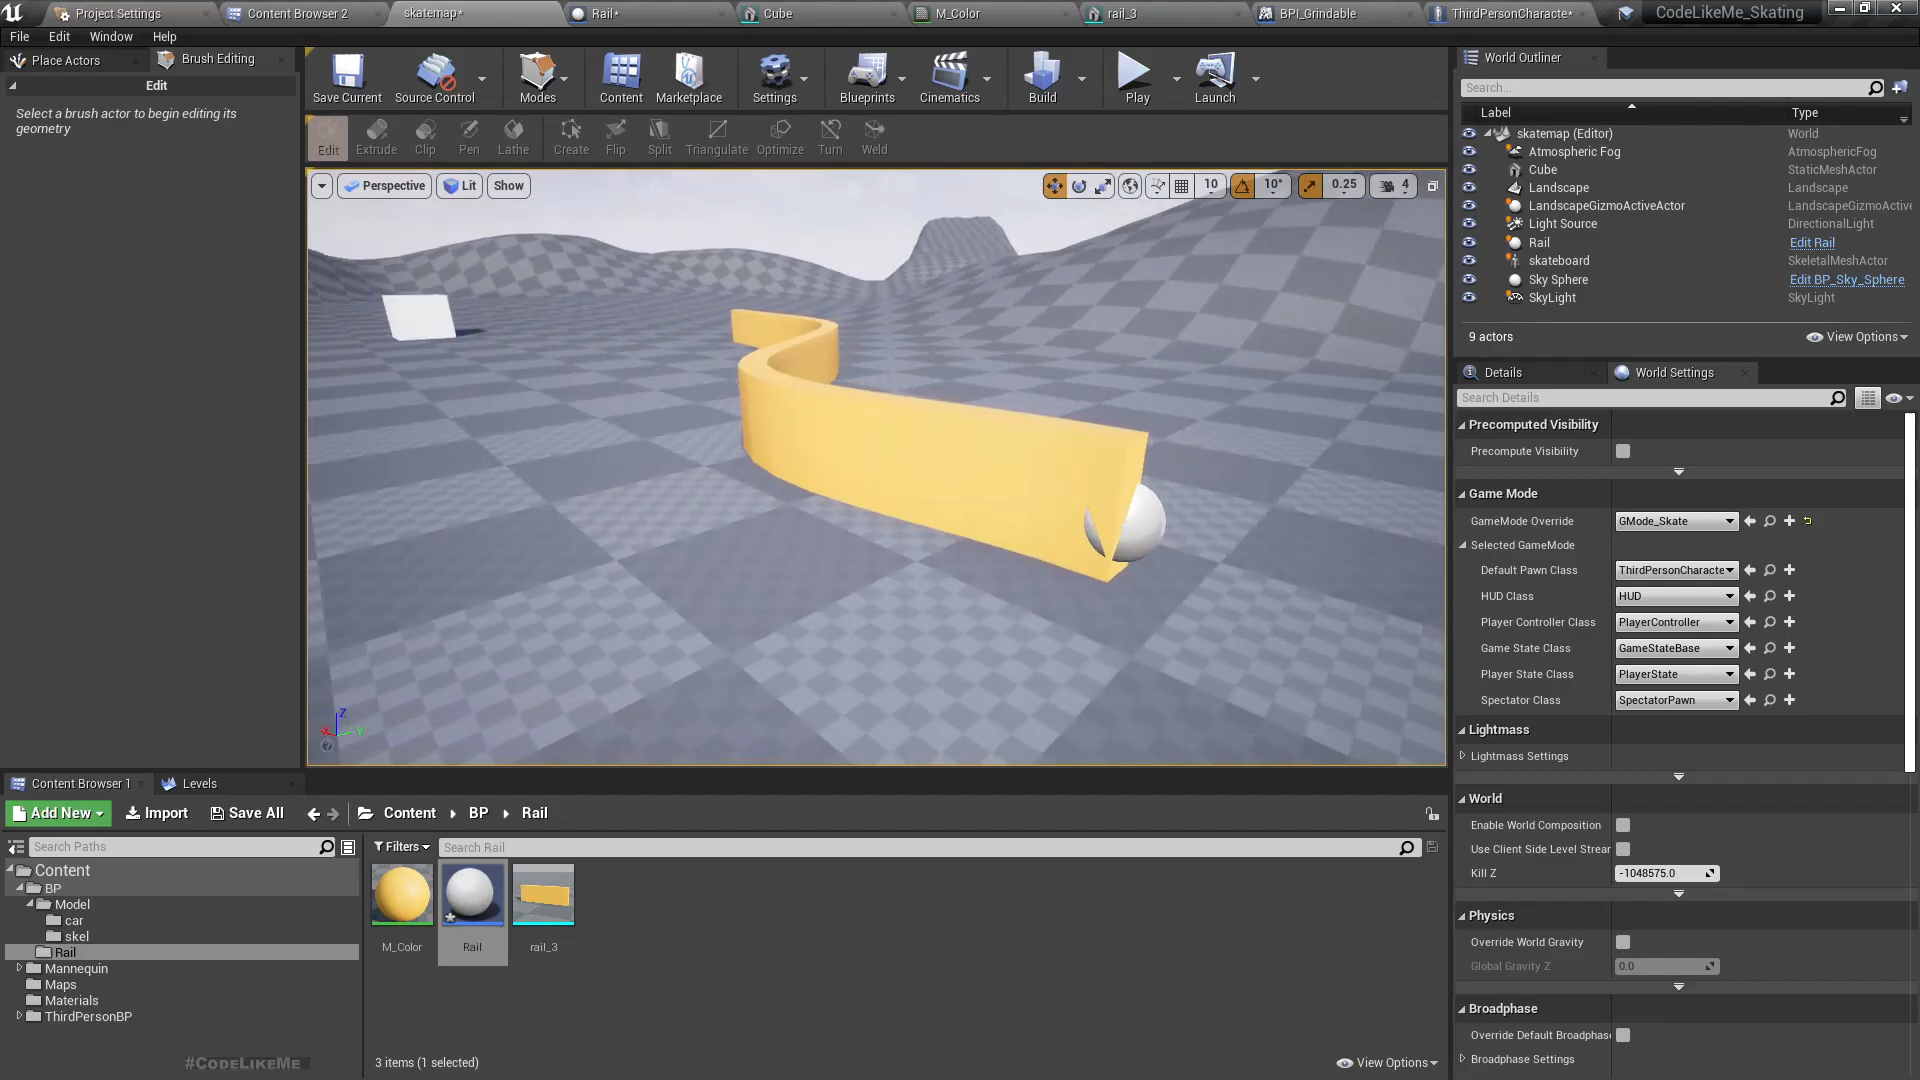 Project Settings
Content Browser 2
skatemap*
Rail*
Cube
M_Color
rail_3
BPI_Grindable
ThirdPersonCharacte*
CodeLikeMe_Skating
File Edit Window Help
Place Actors
Brush Editing
Edit
Select a brush actor to begin editing its
geometry
Save Current
Source Control
Modes
Content
Marketplace
Settings
Blueprints
Cinematics
Build
Play
Launch
Edit Extrude Clip Pen Lathe Create Flip Split Triangulate Optimize Turn Weld
Perspective Lit Show
10 10° 0.25 4
X Z Y
World Outliner
Search...
Label Type
skatemap (Editor) World
Atmospheric Fog AtmosphericFog
Cube StaticMeshActor
Landscape Landscape
LandscapeGizmoActiveActor LandscapeGizmoActive
Light Source DirectionalLight
Rail Edit Rail
skateboard SkeletalMeshActor
Sky Sphere Edit BP_Sky_Sphere
SkyLight SkyLight
9 actors
View Options
Details
World Settings
Search Details
Precomputed Visibility
Precompute Visibility
Game Mode
GameMode Override GMode_Skate
Selected GameMode
Default Pawn Class ThirdPersonCharacte
HUD Class HUD
Player Controller Class PlayerController
Game State Class GameStateBase
Player State Class PlayerState
Spectator Class SpectatorPawn
Lightmass
Lightmass Settings
World
Enable World Composition
Use Client Side Level Strear
Kill Z -1048575.0
Physics
Override World Gravity
Global Gravity Z 0.0
Broadphase
Override Default Broadphase
Broadphase Settings
Content Browser 1
Levels
Add New Import Save All Content BP Rail
Search Paths
Filters
Search Rail
Content
BP
Model
car
skel
Rail
Mannequin
Maps
Materials
ThirdPersonBP
M_Color
Rail
rail_3
#CodeLikeMe
3 items (1 selected)
View Options